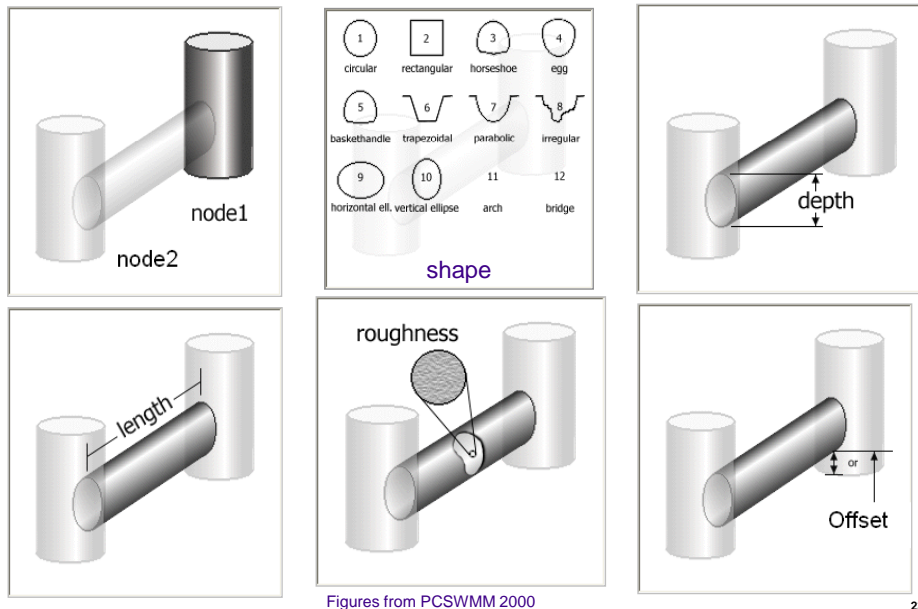 node1
node2
1 2 3 4
circular rectangular horseshoe egg
5 6 7 8
baskethandle trapezoidal parabolic irregular
9 10 11 12
horizontal ell. vertical ellipse arch bridge
shape
depth
length
roughness
or
Offset
Figures from PCSWMM 2000
2